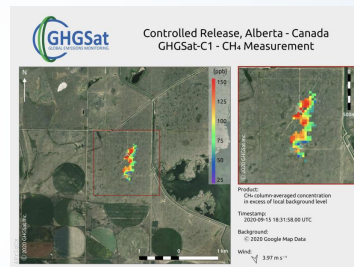 GHGSat
GLOBAL EMISSIONS MONITORING
Controlled Release, Alberta - Canada
GHGSat-C1 - CH₄ Measurement
N
[ppb]
150
125
100
75
50
25
© 2020 GHGSat Inc.
1
0
1 km
© 2020 GHGSat Inc.
Product:
CH₄ column-averaged concentration
in excess of local background level
Timestamp:
2020-09-15 18:31:58.00 UTC
Background:
© 2020 Google Map Data
Wind:
3.97 m s⁻¹